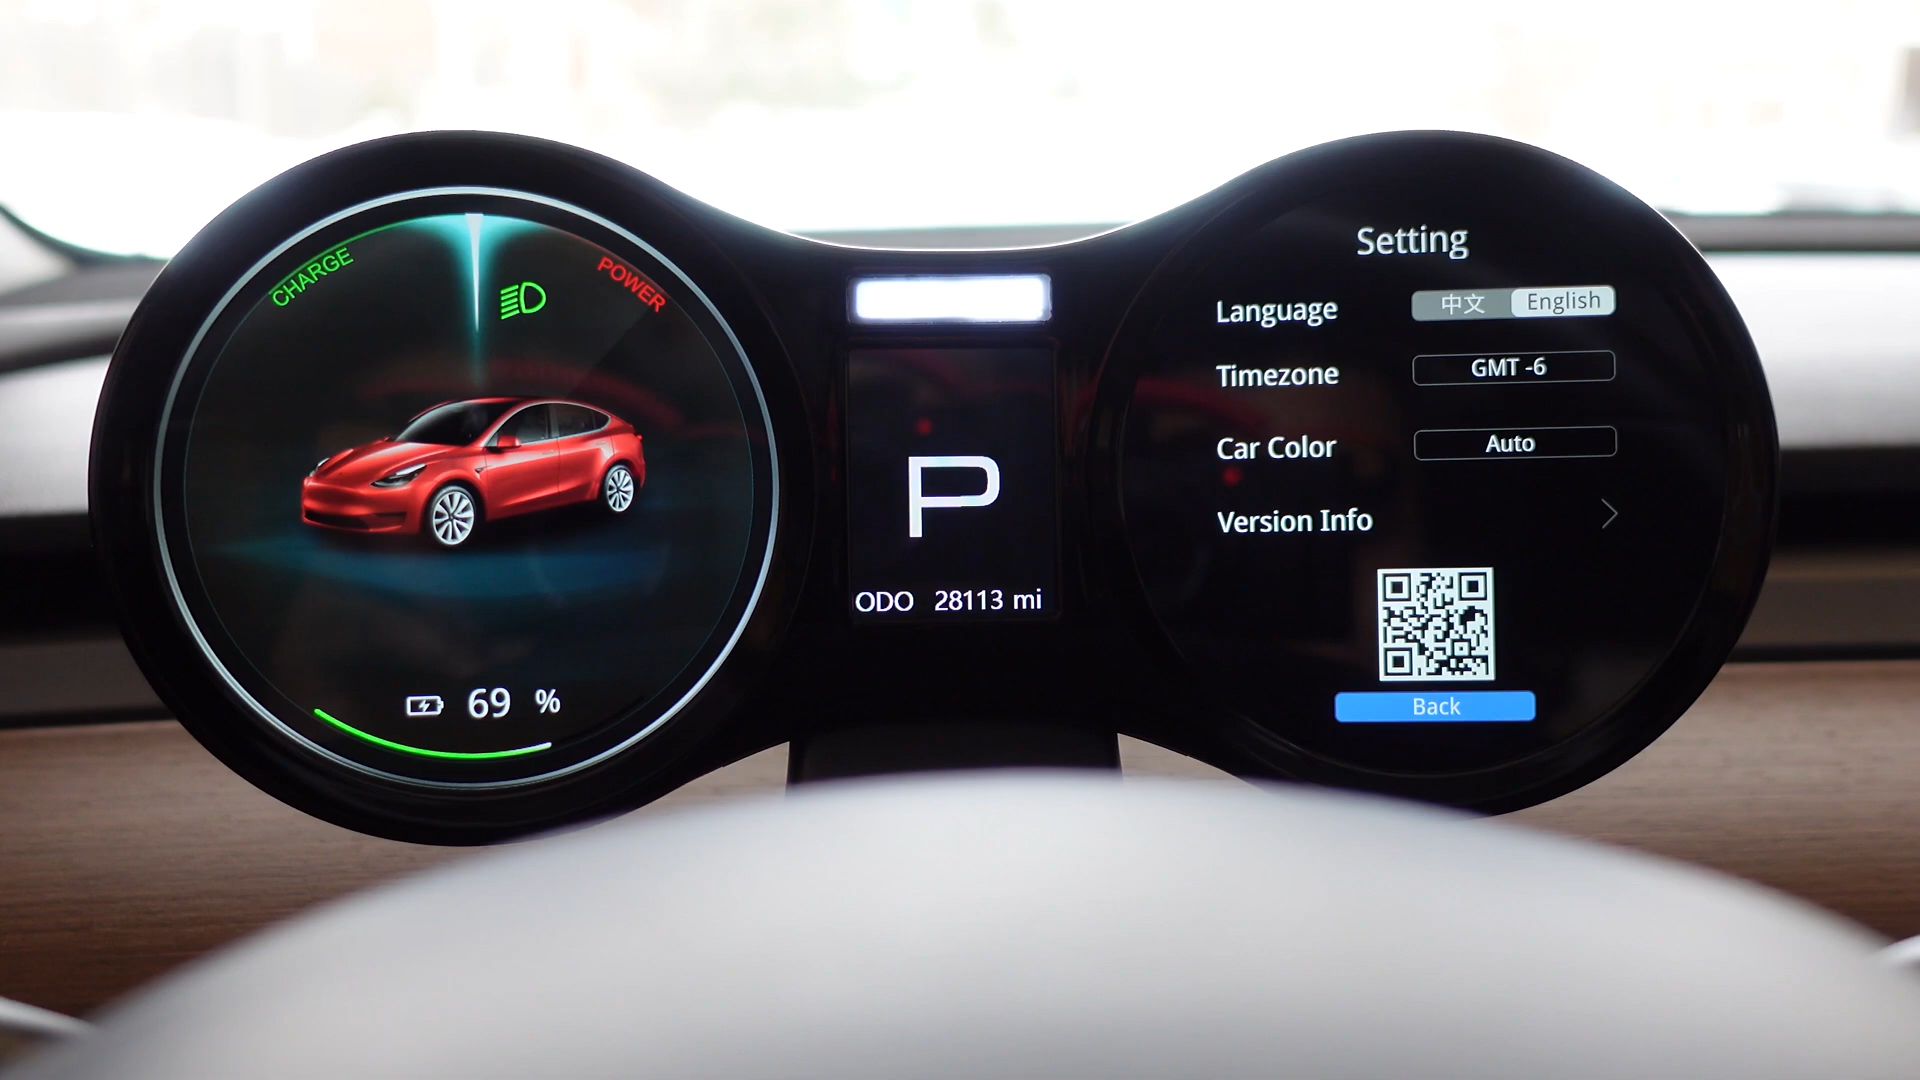 CHARGE
POWER
69 %
P
ODO 28113 mi
Setting
Language 中文 English
Timezone GMT -6
Car Color Auto
Version Info
Back